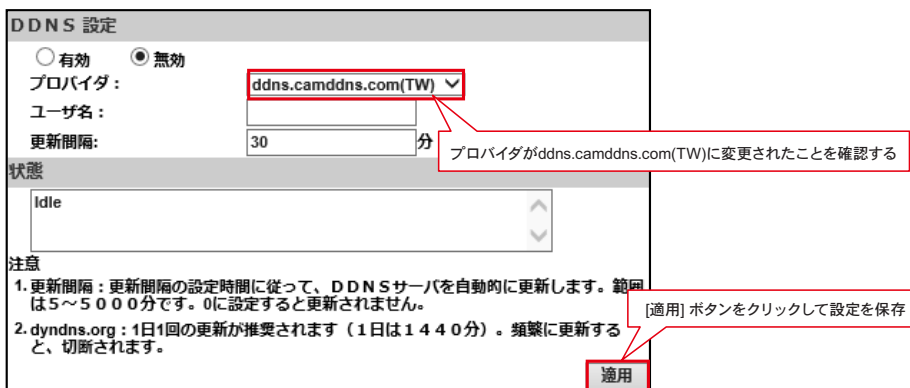 ＤＤＮＳ 設定
有効 無効
プロバイダ：
ddns.camddns.com(TW)
ユーザ名：
更新間隔:
30
分
プロバイダがddns.camddns.com(TW)に変更されたことを確認する
状態
Idle
注意
1. 更新間隔：更新間隔の設定時間に従って、ＤＤＮＳサーバを自動的に更新します。範囲
は５～５０００分です。0に設定すると更新されません。
[適用] ボタンをクリックして設定を保存
2. dyndns.org：1日1回の更新が推奨されます（1日は１４４０分）。頻繁に更新する
と、切断されます。
適用